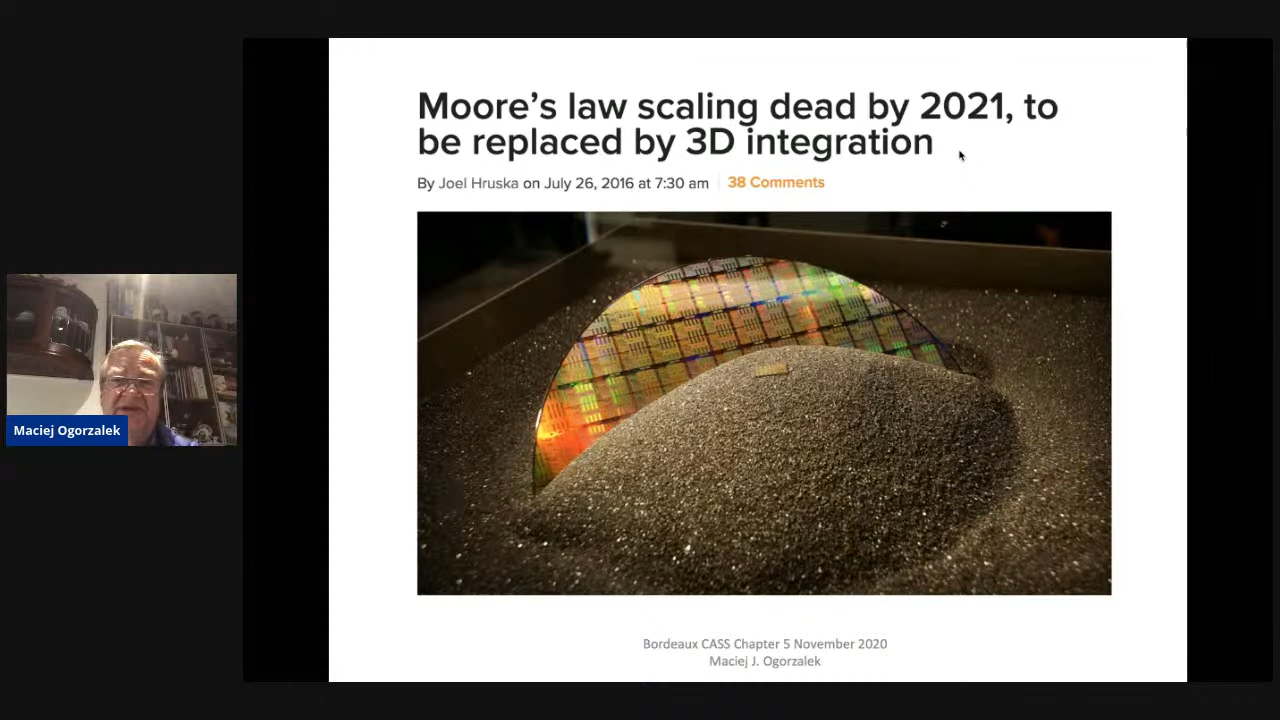 Moore's law scaling dead by 2021, to
be replaced by 3D integration
By Joel Hruska on July 26, 2016 at 7:30 am
38 Comments
Maciej Ogorzalek
Bordeaux CASS Chapter 5 November 2020
Maciej J. Ogorzalek